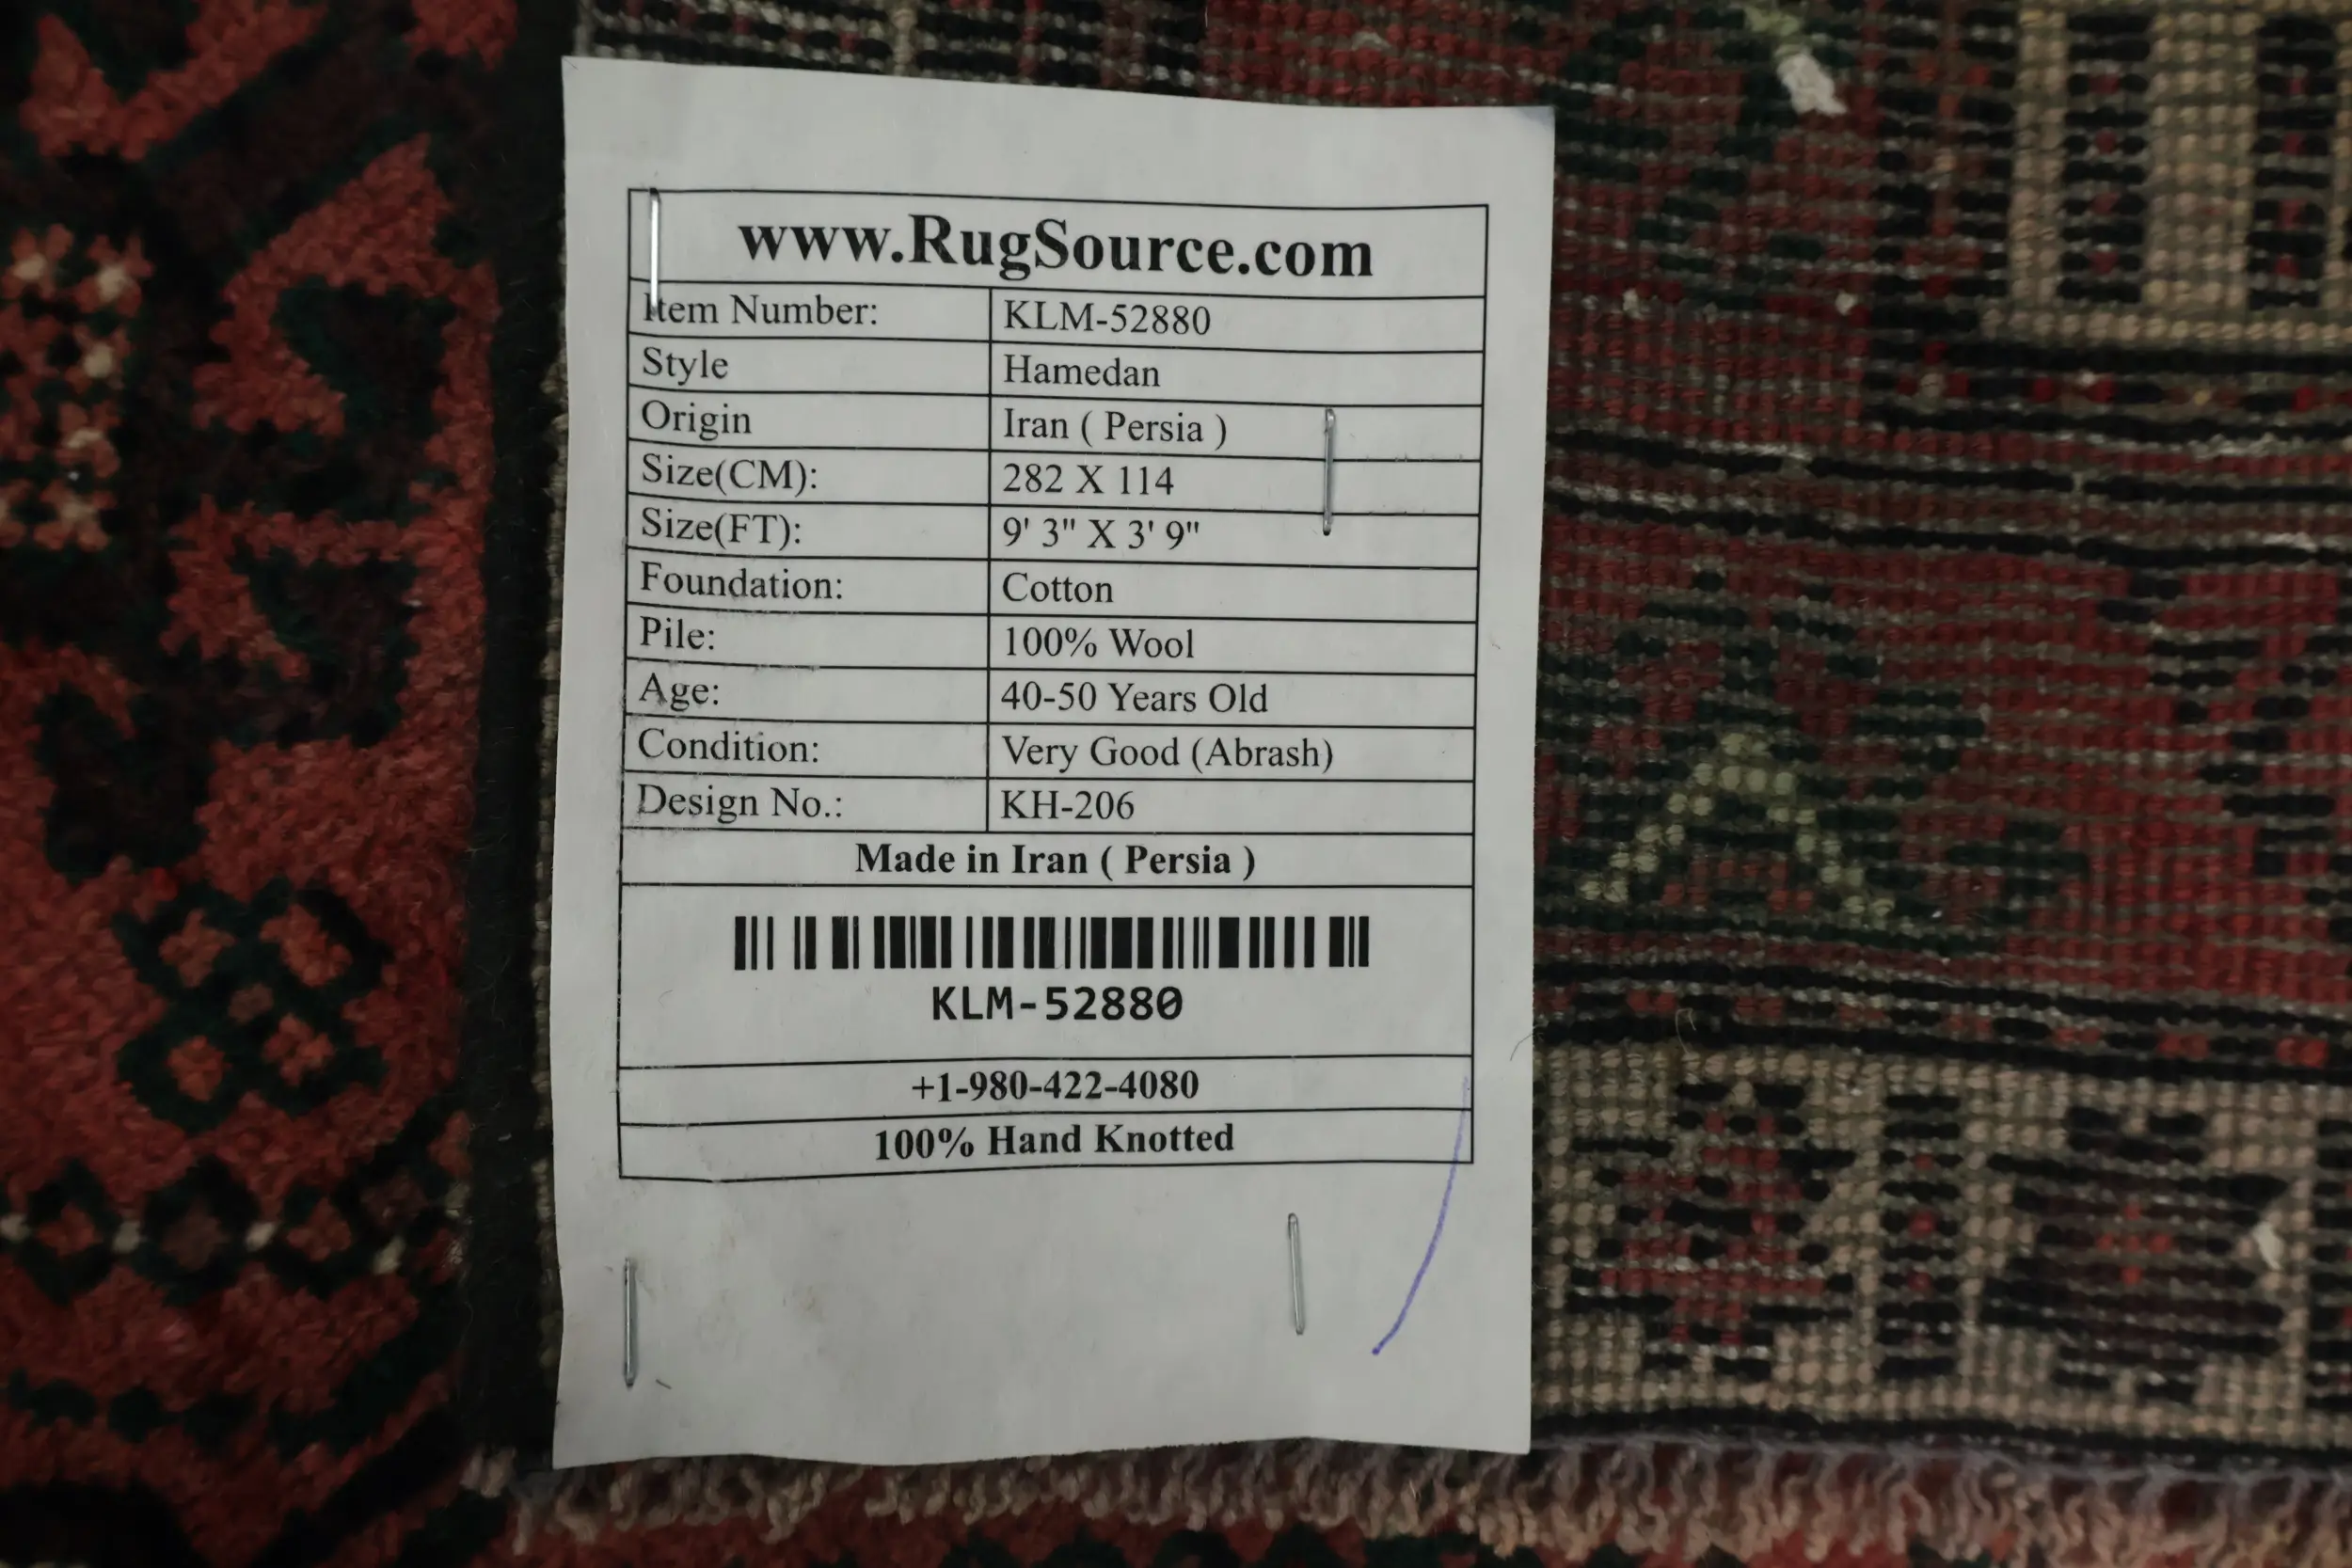 www.RugSource.com
Item Number: KLM-52880
Style Hamedan
Origin Iran ( Persia )
Size(CM): 282 X 114
Size(FT): 9' 3" X 3' 9"
Foundation: Cotton
Pile: 100% Wool
Age: 40-50 Years Old
Condition: Very Good (Abrash)
Design No.: KH-206
Made in Iran ( Persia )
KLM-52880
+1-980-422-4080
100% Hand Knotted